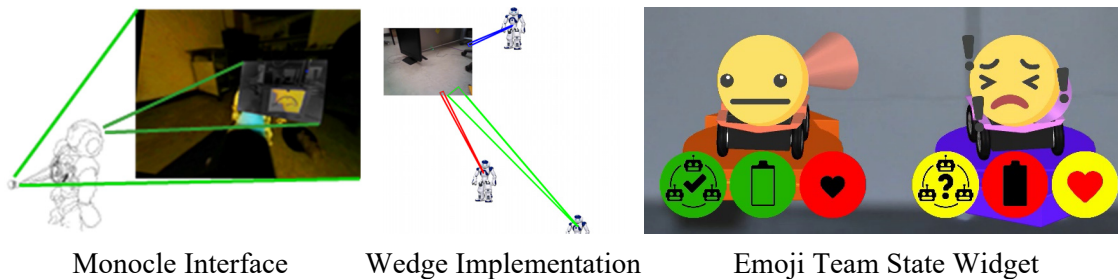 ?
Monocle Interface
Wedge Implementation
Emoji Team State Widget